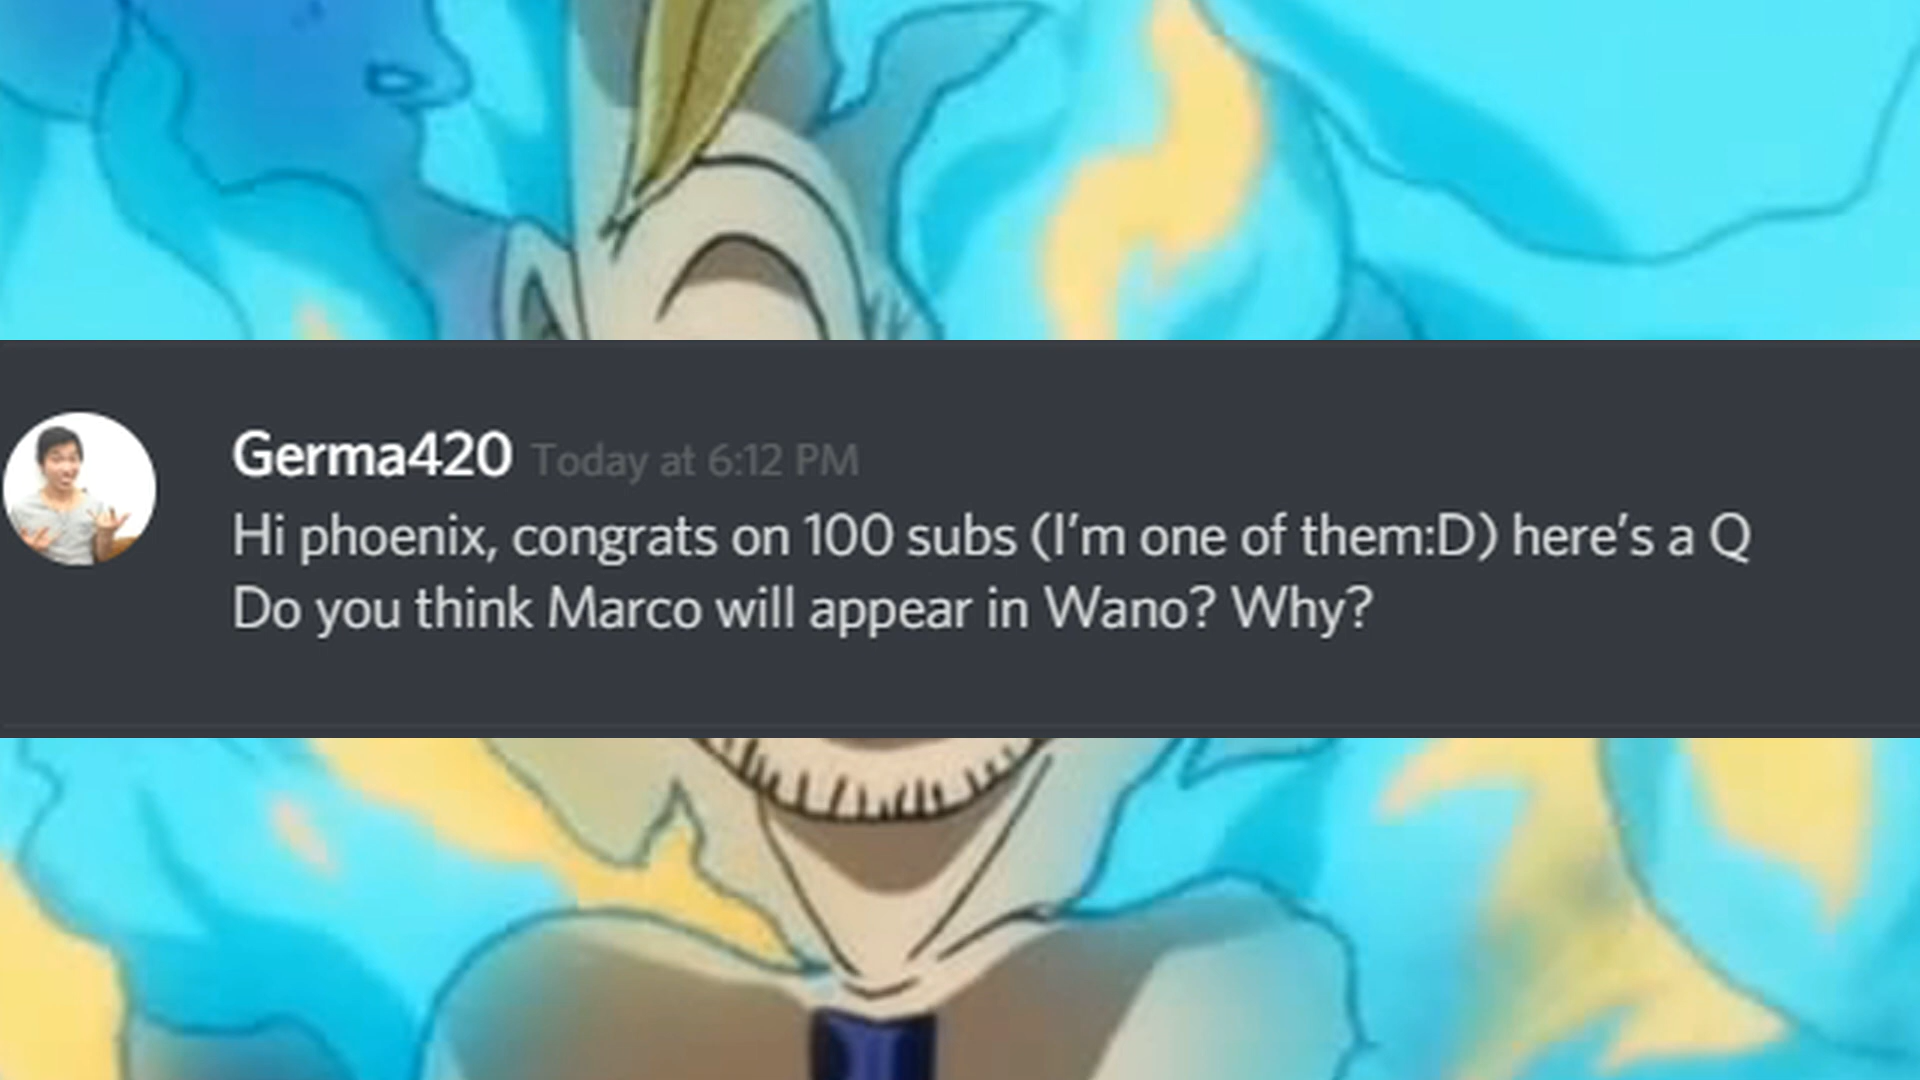 Germa420 Today at 6:12 PM
Hi phoenix, congrats on 100 subs (I'm one of them:D) here's a Q
Do you think Marco will appear in Wano? Why?